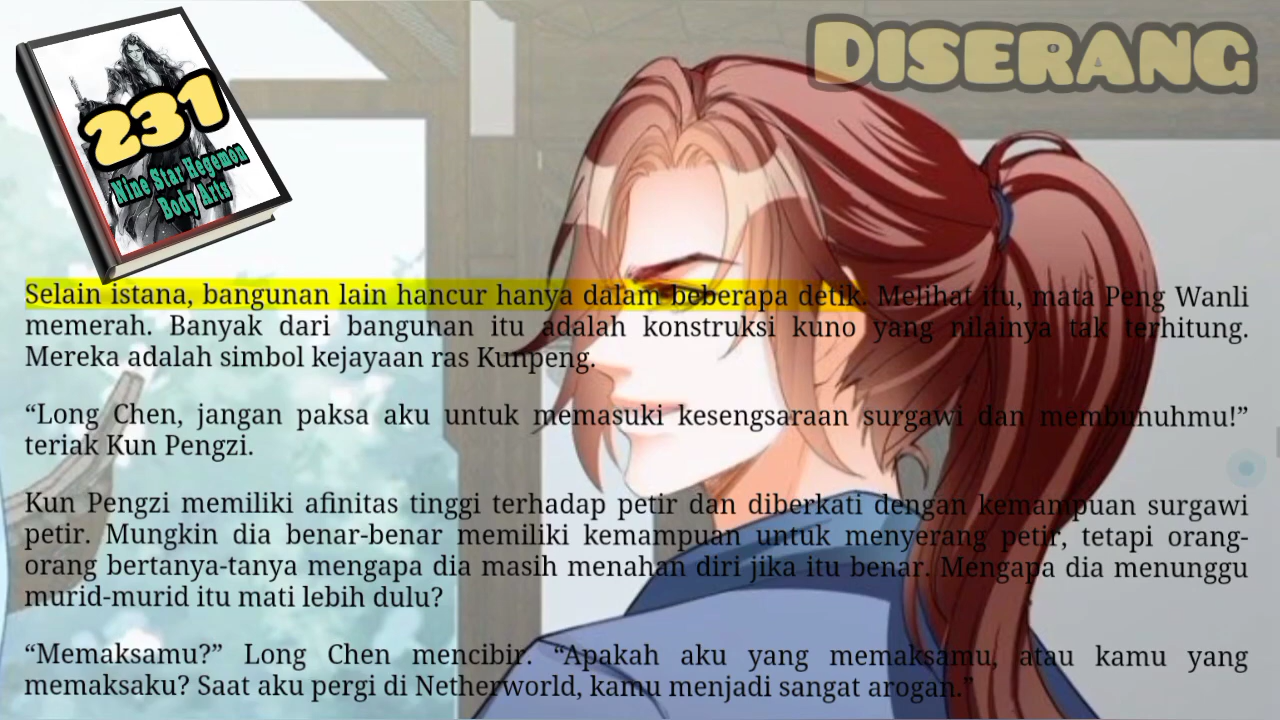 DISERANG
231
Nine Star Hegemon
Body Arts
Selain istana, bangunan lain hancur hanya dalam beberapa detik. Melihat itu, mata Peng Wanli
memerah. Banyak dari bangunan itu adalah konstruksi kuno yang nilainya tak terhitung.
Mereka adalah simbol kejayaan ras Kunpeng.
“Long Chen, jangan paksa aku untuk memasuki kesengsaraan surgawi dan membunuhmu!”
teriak Kun Pengzi.
Kun Pengzi memiliki afinitas tinggi terhadap petir dan diberkati dengan kemampuan surgawi
petir. Mungkin dia benar-benar memiliki kemampuan untuk menyerang petir, tetapi orang-
orang bertanya-tanya mengapa dia masih menahan diri jika itu benar. Mengapa dia menunggu
murid-murid itu mati lebih dulu?
“Memaksamu?” Long Chen mencibir. “Apakah aku yang memaksamu, atau kamu yang
memaksaku? Saat aku pergi di Netherworld, kamu menjadi sangat arogan.”